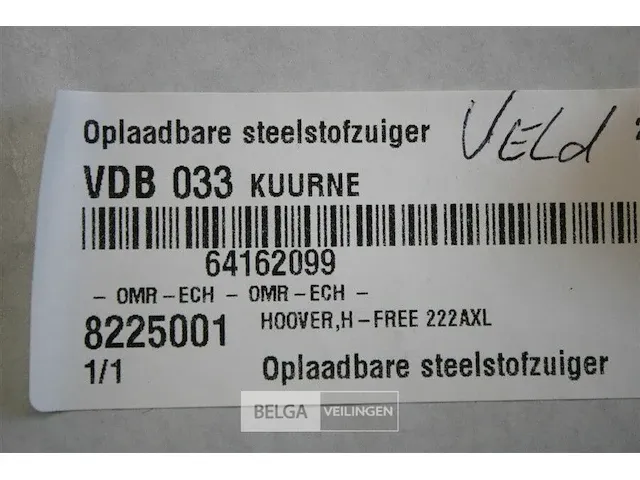 Oplaadbare steelstofzuiger VELd
VDB 033 KUURNE
64162099
- OMR-ECH - OMR-ECH -
8225001 HOOVER,H-FREE 222AXL
1/1 Oplaadbare steelstofzuiger
BELGA VEILINGEN